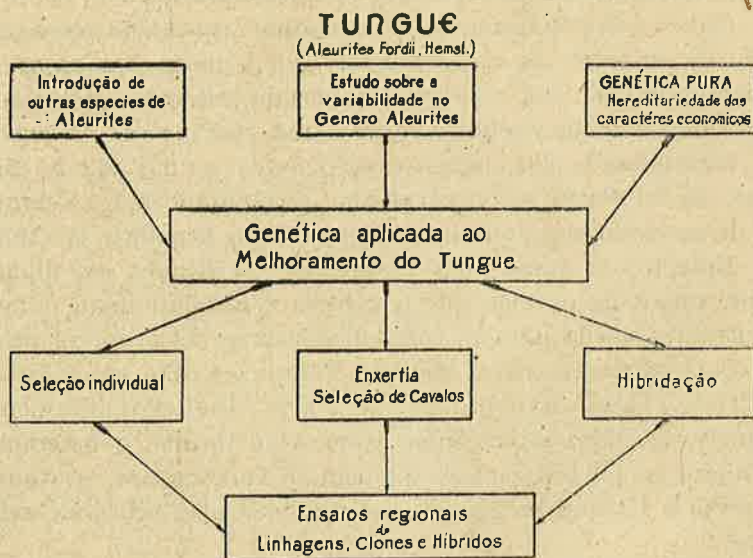 TUNGUE
(Aleurites Fordii, Hemsl.)
Introdução de
outras especies de
Aleurites
Estudo sobre a
variabilidade no
Genero Aleurites
GENÉTICA PURA
Hereditariedade dos
caractéres economicos
Genética aplicada ao
Melhoramento do Tungue
Seleção individual
Enxertia
Seleção de Cavalos
Hibridação
Ensaios regionais
de
Linhagens, Clones e Híbridos